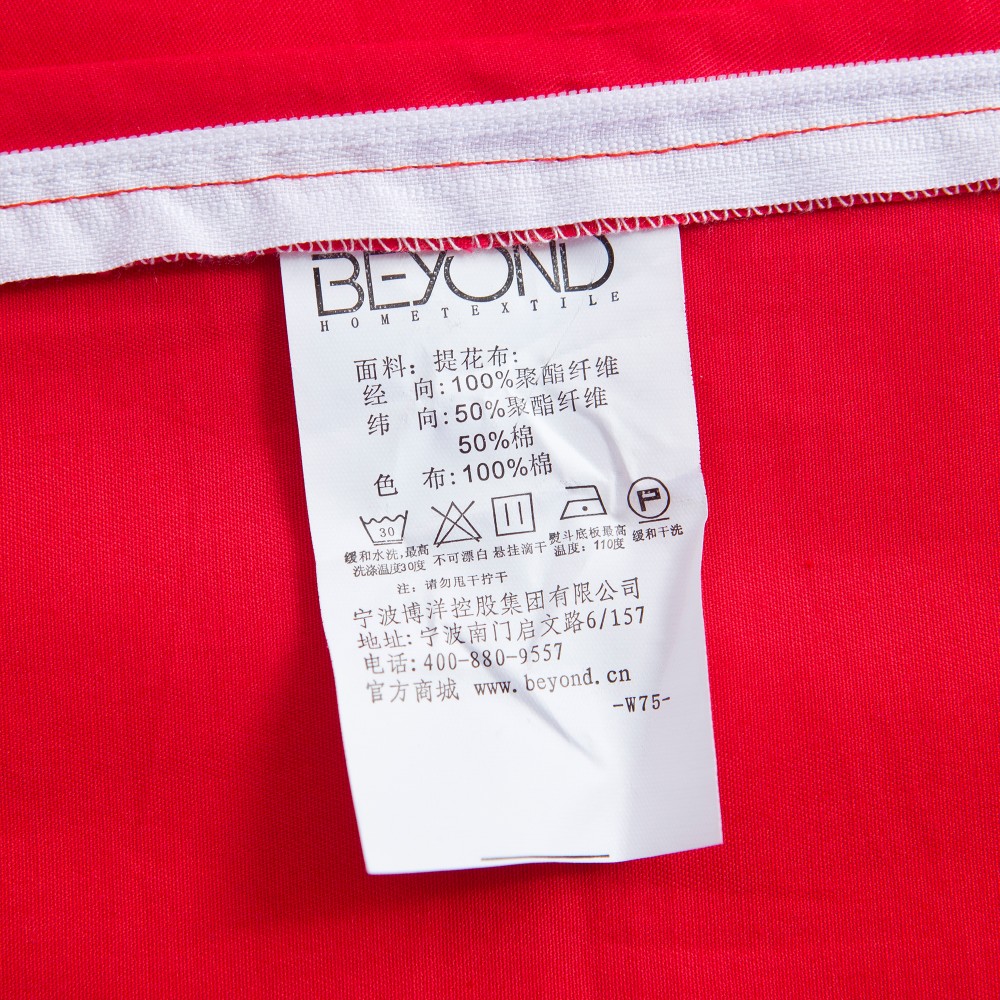 BEYOND
HOMETEXTILE
面料：提花布:
经 向:100%聚酯纤维
纬 向:50%聚酯纤维
50%棉
色 布:100%棉
30
P
缓和水洗,最高
洗涤温度30度
不可漂白
悬挂滴干
熨斗底板最高
温度：110度
缓和干洗
注：请勿甩干拧干
宁波博洋控股集团有限公司
地址:宁波南门启文路6/157
电话:400-880-9557
官方商城 www.beyond.cn
-W75-